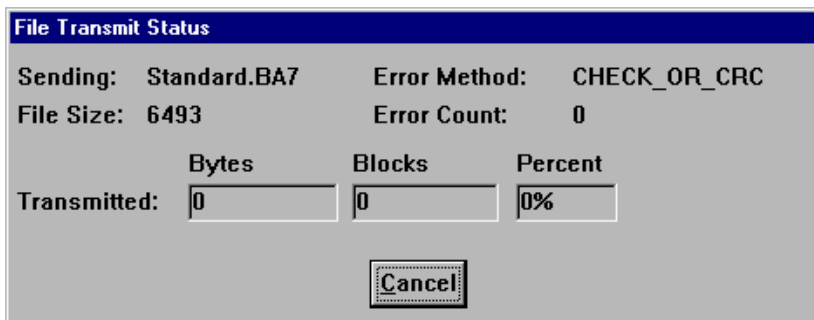 File Transmit Status
Sending: Standard.BA7 Error Method: CHECK_OR_CRC
File Size: 6493 Error Count: 0
Bytes Blocks Percent
Transmitted: 0 0 0%
Cancel